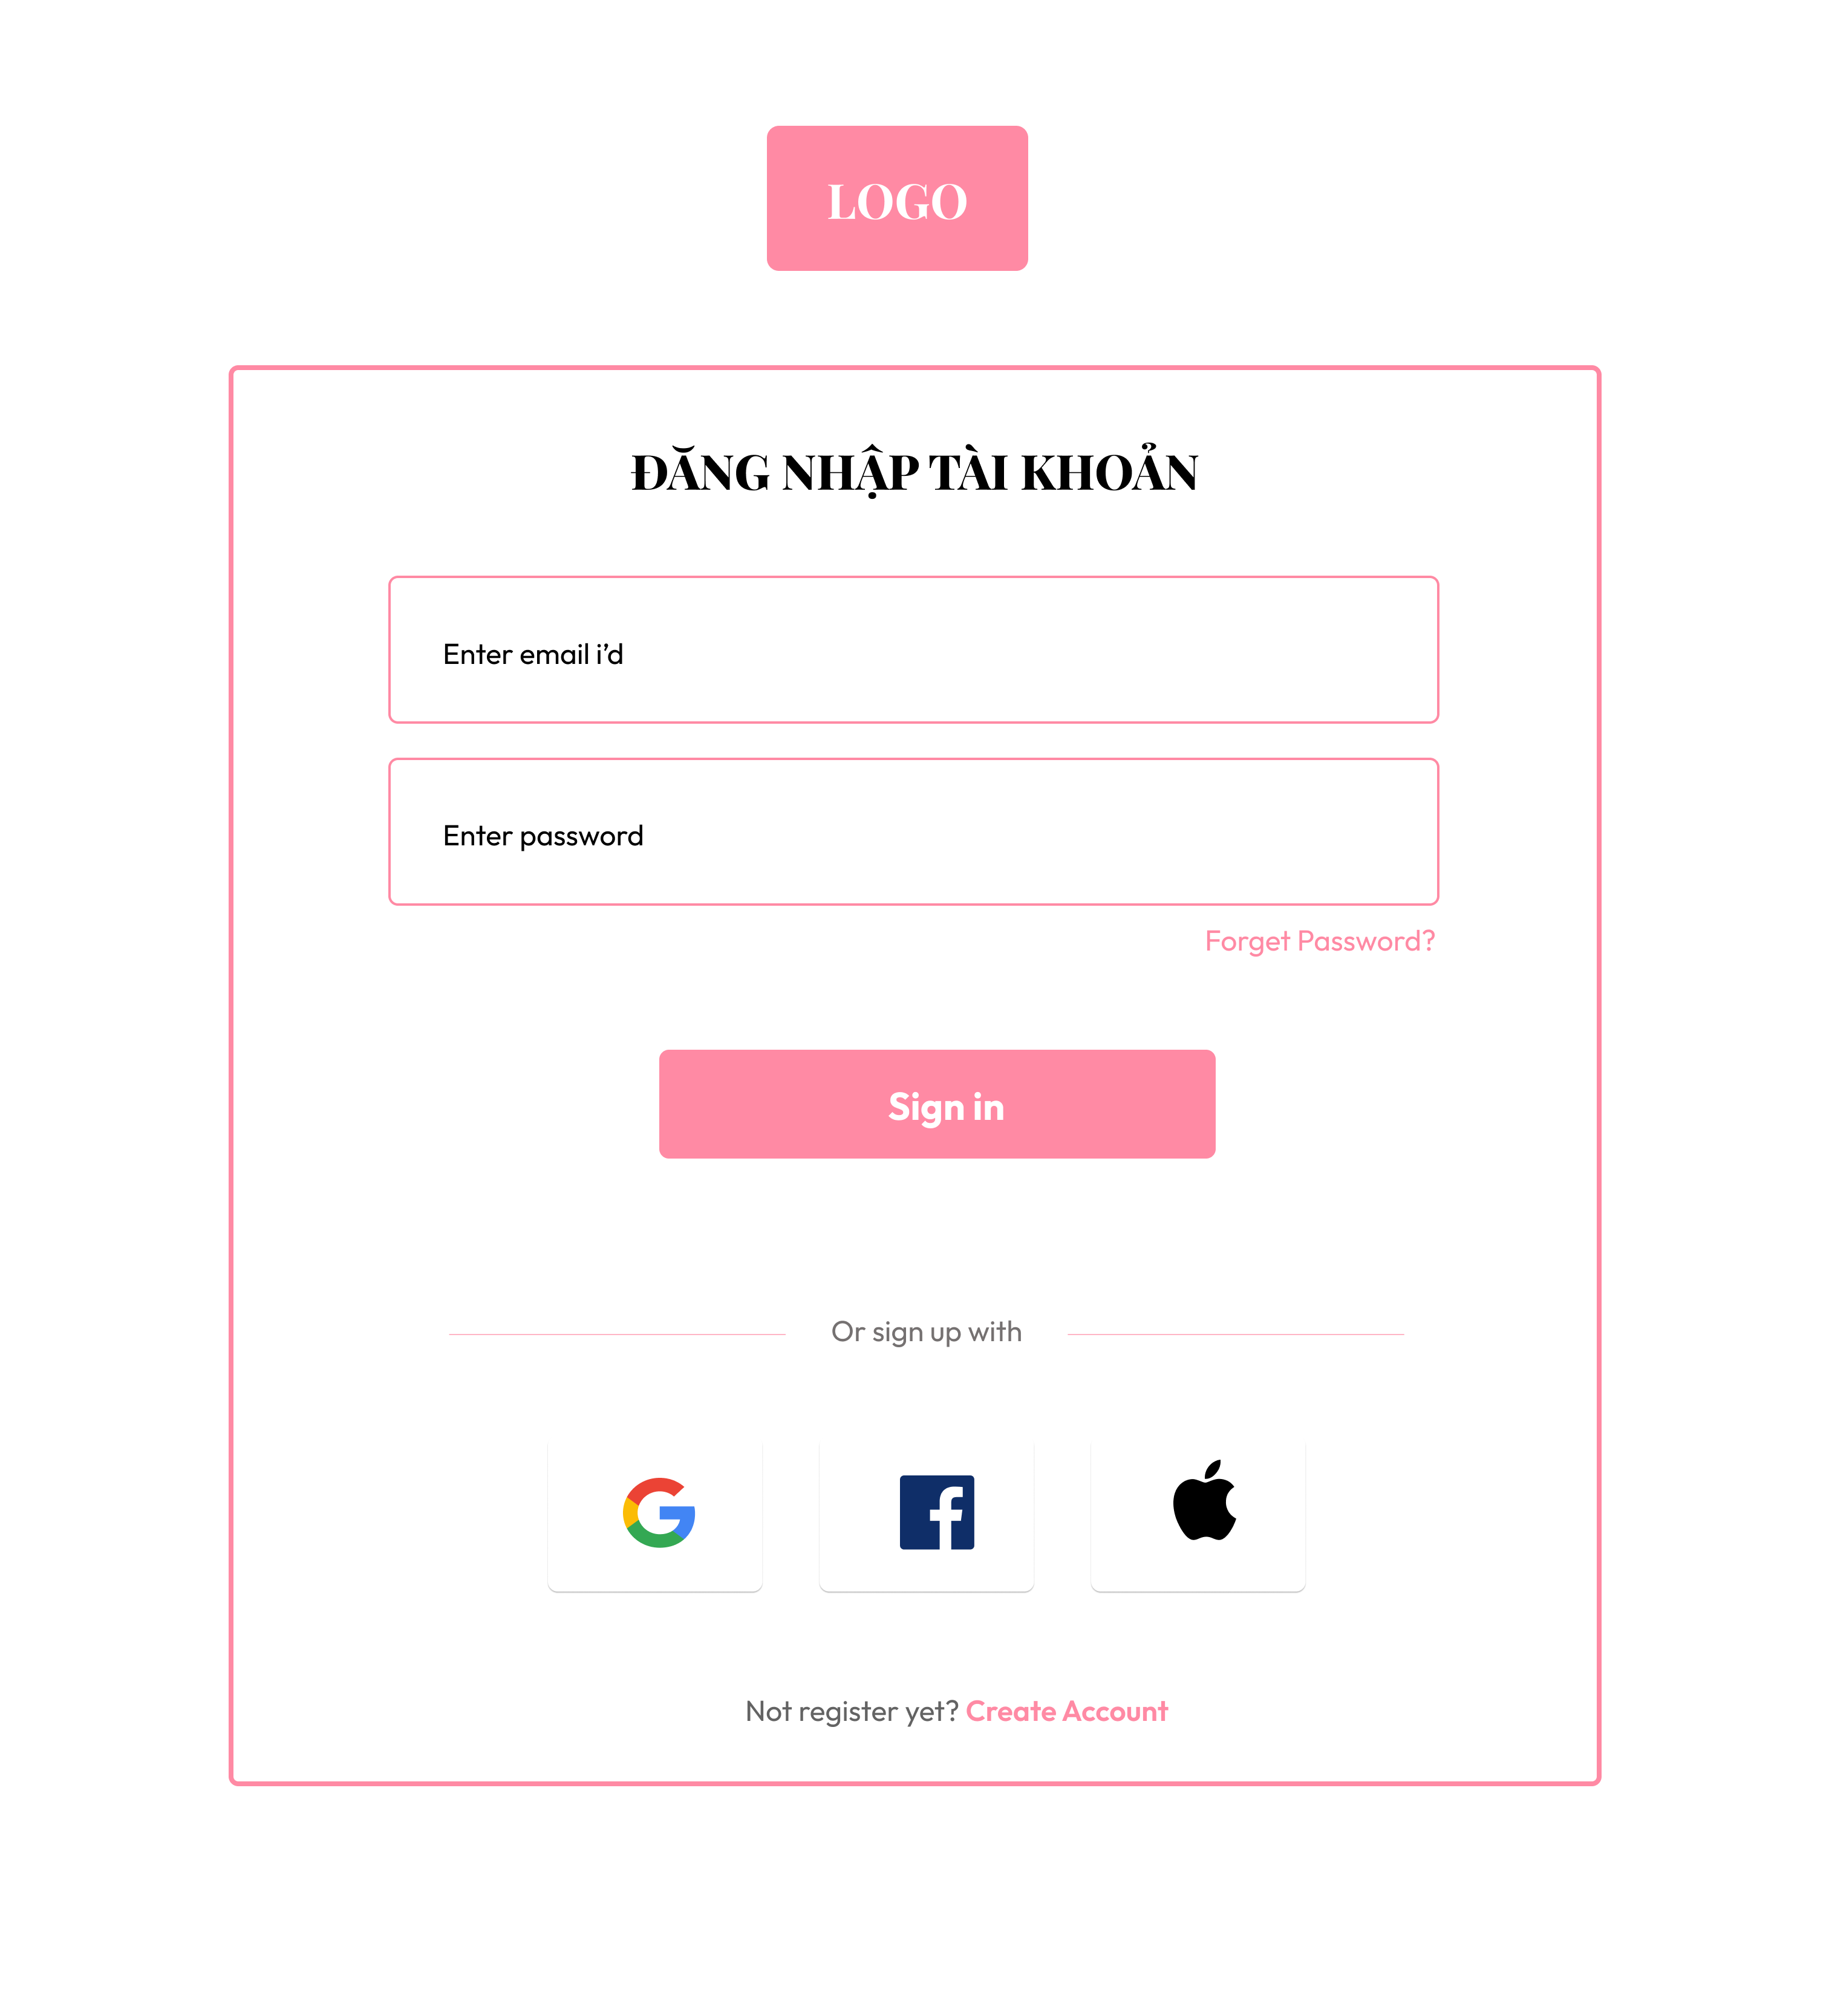 LOGO
ĐĂNG NHẬP TÀI KHOẢN
Enter email i’d
Enter password
Forget Password?
Sign in
Or sign up with
Not register yet? Create Account